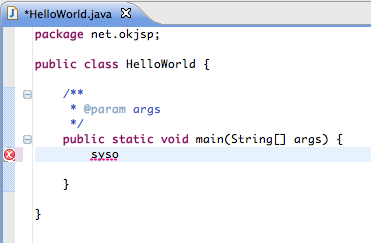 *HelloWorld.java
package net.okjsp;
public class HelloWorld {
/**
* @param args
*/
public static void main(String[] args) {
syso
}
}